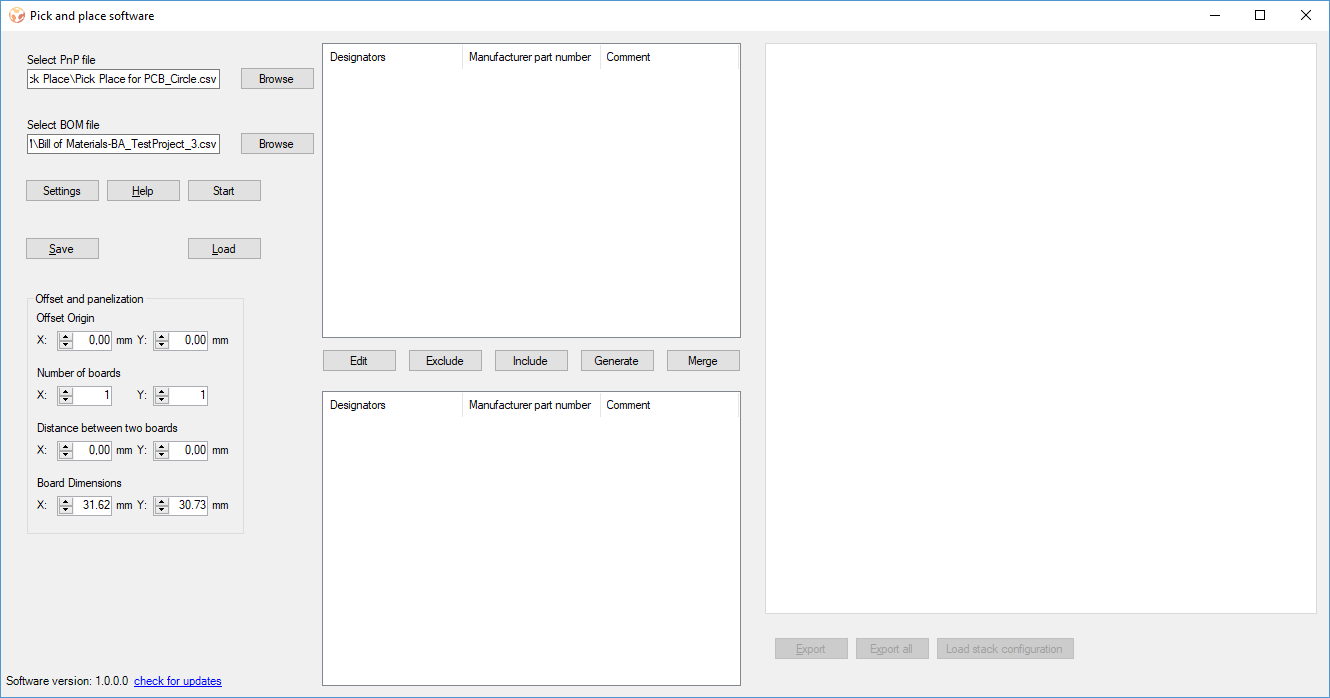 Pick and place software
Select PnP file
ck Place\Pick Place for PCB_Circle.csv
Browse
Select BOM file
\Bill of Materials-BA_TestProject_3.csv
Browse
Settings Help Start
Save Load
Offset and panelization
Offset Origin
X: 0,00 mm Y: 0,00 mm
Number of boards
X: 1 Y: 1
Distance between two boards
X: 0,00 mm Y: 0,00 mm
Board Dimensions
X: 31.62 mm Y: 30.73 mm
Software version: 1.0.0.0 check for updates
Designators Manufacturer part number Comment
Edit Exclude Include Generate Merge
Designators Manufacturer part number Comment
Export Export all Load stack configuration